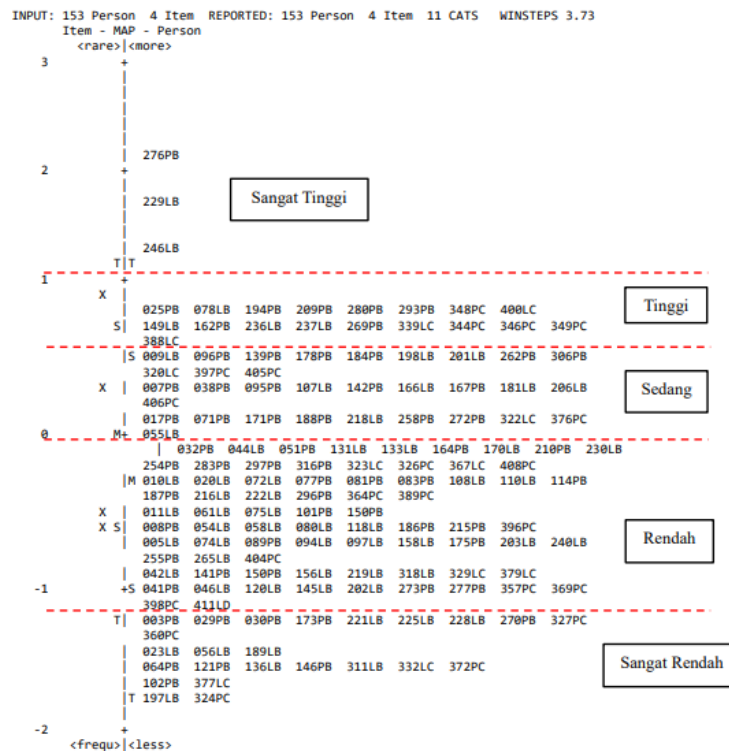 INPUT: 153 Person 4 Item REPORTED: 153 Person 4 Item 11 CATS WINSTEPS 3.73
Item - MAP - Person
<rare>|<more>
3 +
|
|
|
|
|
|
|
| 276PB
2 +
|
|
| 229LB
Sangat Tinggi
|
|
|
| 246LB
T|T
1 +
X |
| 025PB 078LB 194PB 209PB 280PB 293PB 348PC 400LC
Tinggi
S| 149LB 162PB 236LB 237LB 269PB 339LC 344PC 346PC 349PC
388LC
|S 009LB 096PB 139PB 178PB 184PB 198LB 201LB 262PB 306PB
320LC 397PC 405PC
X | 007PB 038PB 095PB 107LB 142PB 166LB 167PB 181LB 206LB
Sedang
406PC
| 017PB 071PB 171PB 188PB 218LB 258PB 272PB 322LC 376PC
0 M+ 055LB
| 032PB 044LB 051PB 131LB 133LB 164PB 170LB 210PB 230LB
254PB 283PB 297PB 316PB 323LC 326PC 367LC 408PC
|M 010LB 020LB 072LB 077PB 081PB 083PB 108LB 110LB 114PB
187PB 216LB 222LB 296PB 364PC 389PC
X | 011LB 061LB 075LB 101PB 150PB
X S| 008PB 054LB 058LB 080LB 118LB 186PB 215PB 396PC
| 005LB 074LB 089PB 094LB 097LB 158LB 175PB 203LB 240LB
Rendah
255PB 265LB 404PC
| 042LB 141PB 150PB 156LB 219LB 318LB 329LC 379LC
-1 +S 041PB 046LB 120LB 145LB 202LB 273PB 277PB 357PC 369PC
398PC 411LD
T| 003PB 029PB 030PB 173PB 221LB 225LB 228LB 270PB 327PC
360PC
| 023LB 056LB 189LB
| 064PB 121PB 136LB 146PB 311LB 332LC 372PC
Sangat Rendah
| 102PB 377LC
|T 197LB 324PC
|
-2 +
<frequ>|<less>